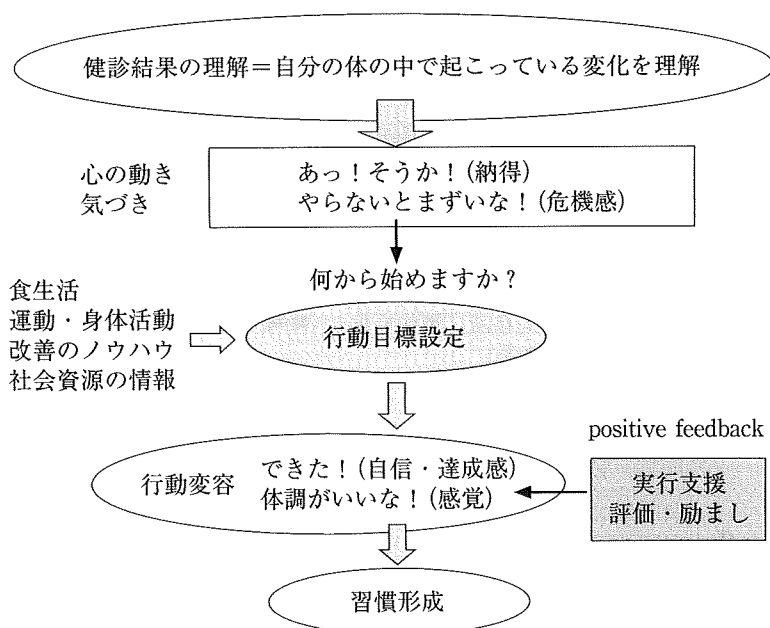 健診結果の理解＝自分の体の中で起こっている変化を理解
心の動き
気づき
あっ！そうか！(納得)
やらないとまずいな！(危機感)
何から始めますか？
食生活
運動・身体活動
改善のノウハウ
社会資源の情報
行動目標設定
positive feedback
行動変容
できた！(自信・達成感)
体調がいいな！(感覚)
実行支援
評価・励まし
習慣形成